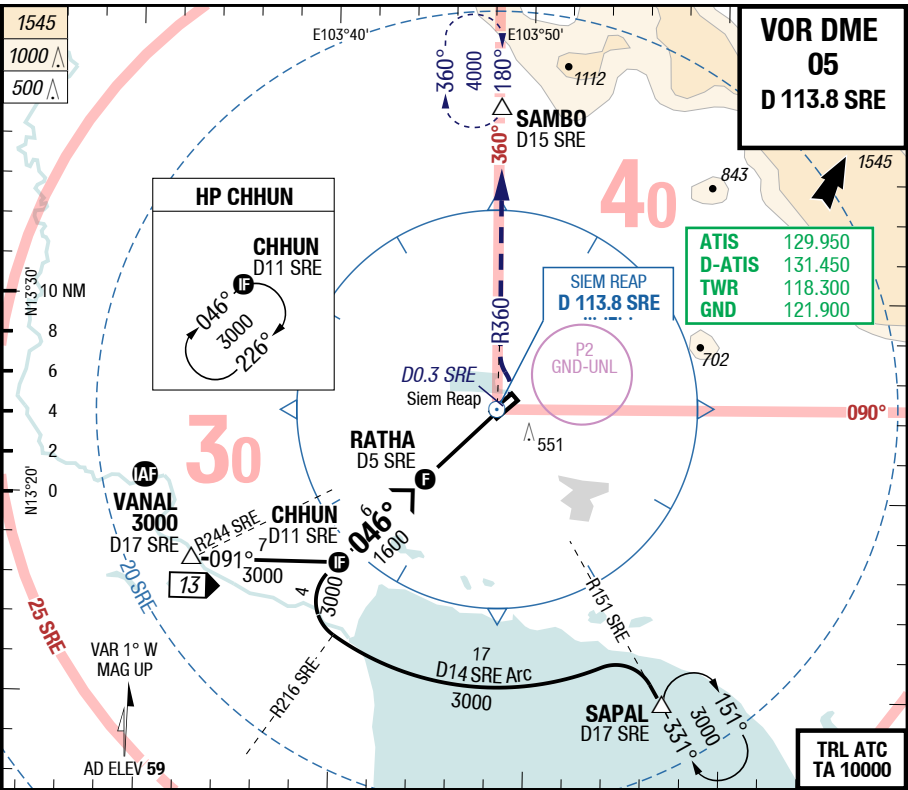 1545
1000
500
E103°40'
E103°50'
VOR DME
05
D 113.8 SRE
360°
4000
180°
1112
SAMBO
D15 SRE
360°
40
843
1545
HP CHHUN
CHHUN
D11 SRE
IF
046°
3000
226°
ATIS 129.950
D-ATIS 131.450
TWR 118.300
GND 121.900
N13°30'
10 NM
8
6
4
2
0
N13°20'
SIEM REAP
D 113.8 SRE
R360
P2
GND-UNL
702
D0.3 SRE
Siem Reap
090°
551
RATHA
D5 SRE
F
30
IAF
VANAL
3000
D17 SRE
R244 SRE
CHHUN
D11 SRE
IF
6
046°
1600
7
091°
3000
13
4
3000
20 SRE
25 SRE
R151 SRE
VAR 1° W
MAG UP
R216 SRE
17
D14 SRE Arc
3000
SAPAL
D17 SRE
151°
3000
331°
AD ELEV 59
TRL ATC
TA 10000